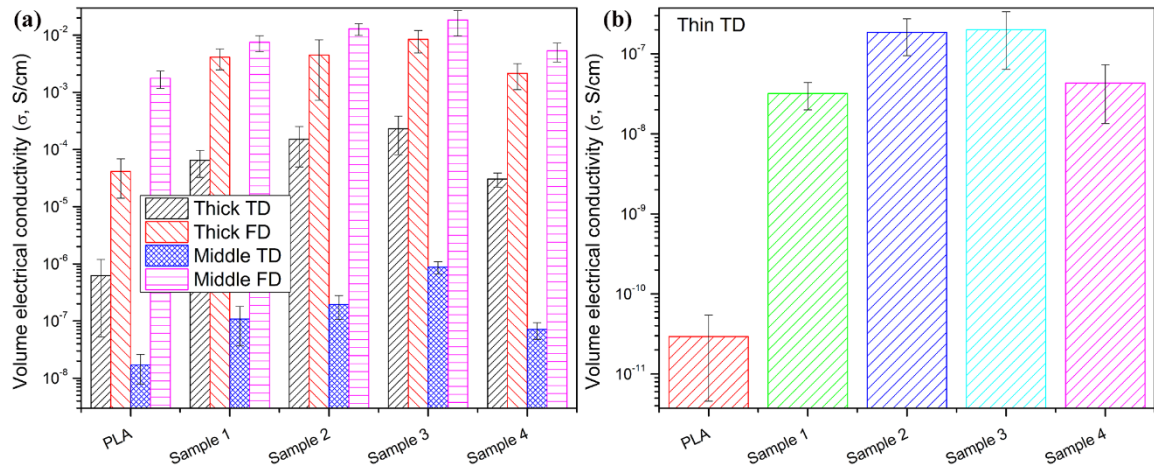 (a)
Volume electrical conductivity (σ, S/cm)
10⁻²
10⁻³
10⁻⁴
10⁻⁵
10⁻⁶
10⁻⁷
10⁻⁸
Thick TD
Thick FD
Middle TD
Middle FD
PLA
Sample 1
Sample 2
Sample 3
Sample 4
(b)
Thin TD
Volume electrical conductivity (σ, S/cm)
10⁻⁷
10⁻⁸
10⁻⁹
10⁻¹⁰
10⁻¹¹
PLA
Sample 1
Sample 2
Sample 3
Sample 4